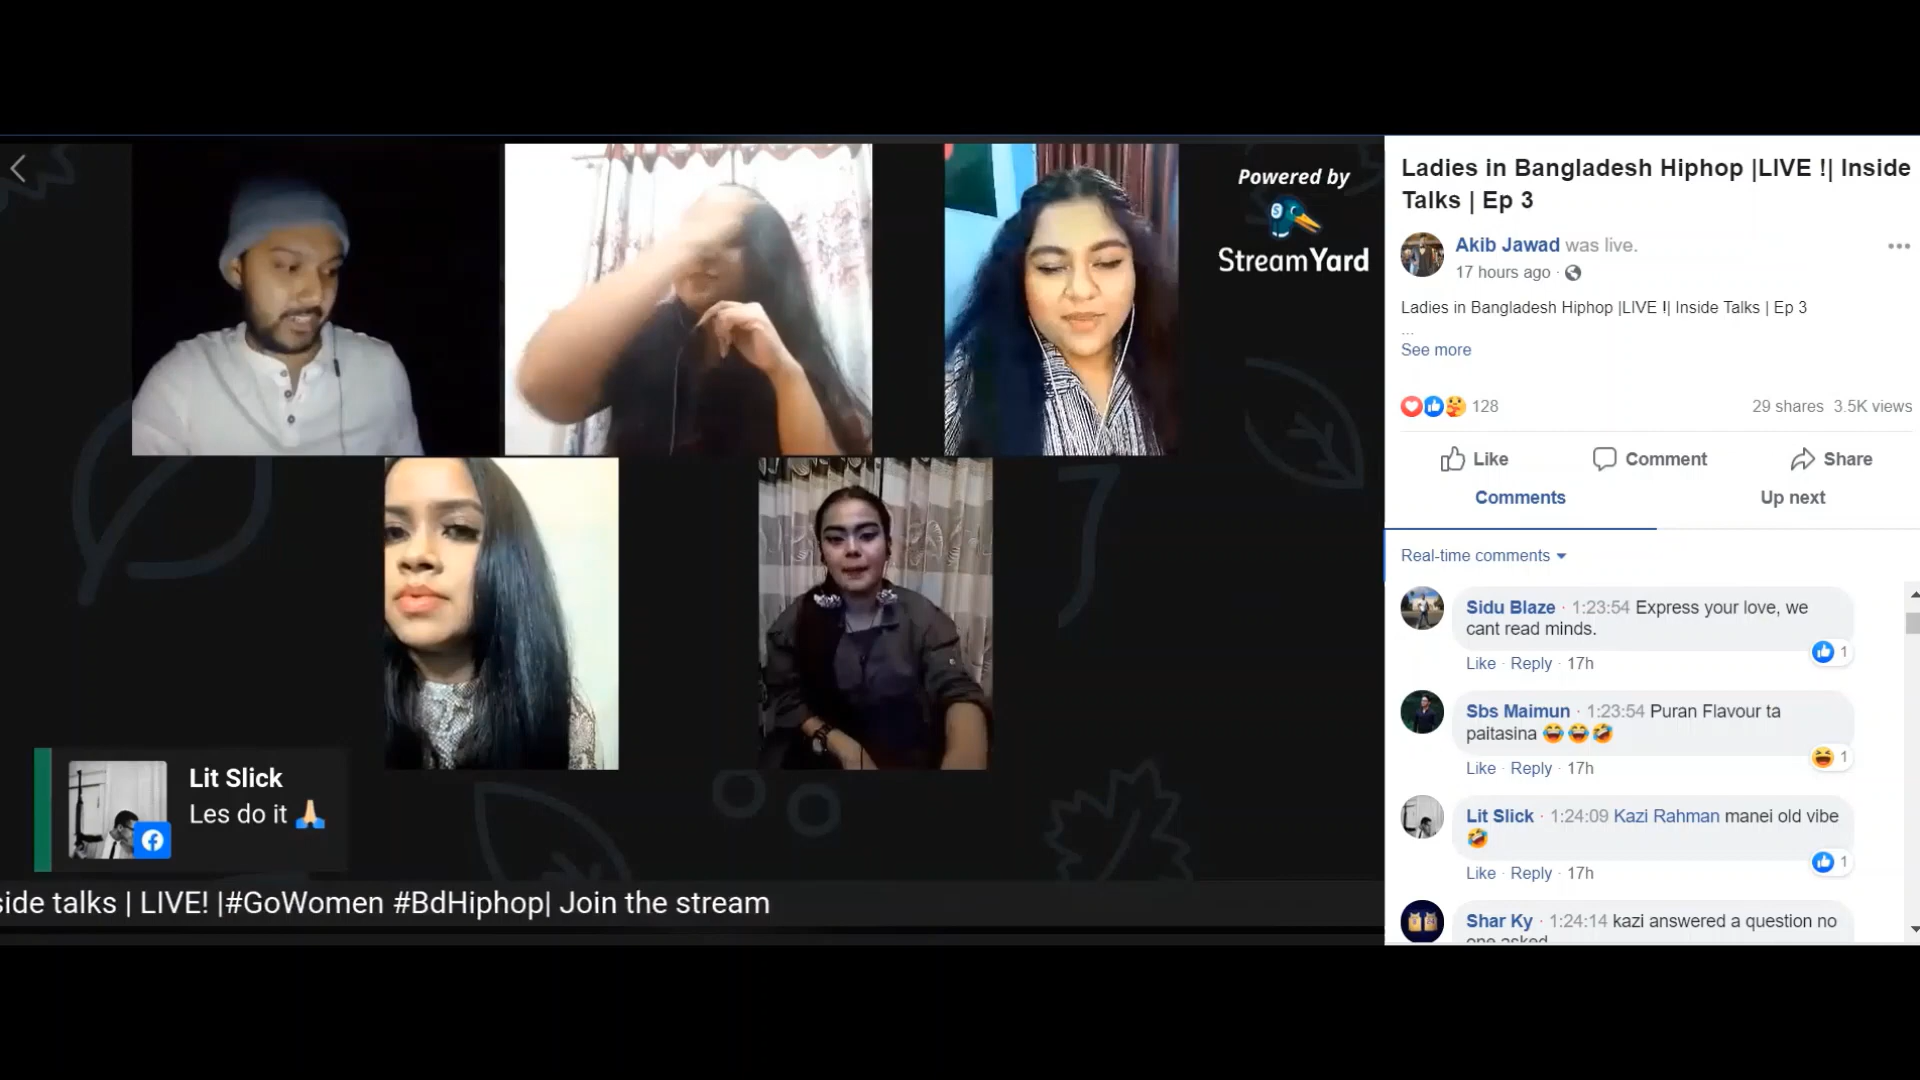 Powered by
StreamYard
Lit Slick
Les do it 🙏🏼
side talks | LIVE! |#GoWomen #BdHiphop| Join the stream
Ladies in Bangladesh Hiphop |LIVE !| Inside
Talks | Ep 3
Akib Jawad was live.
17 hours ago ·
Ladies in Bangladesh Hiphop |LIVE !| Inside Talks | Ep 3
...
See more
128
29 shares 3.5K views
Like
Comment
Share
Comments
Up next
Real-time comments
Sidu Blaze · 1:23:54 Express your love, we
cant read minds.
1
Like · Reply · 17h
Sbs Maimun · 1:23:54 Puran Flavour ta
paitasina 😂 😂 🤣
1
Like · Reply · 17h
Lit Slick · 1:24:09 Kazi Rahman manei old vibe
🤣
1
Like · Reply · 17h
Shar Ky · 1:24:14 kazi answered a question no
one asked